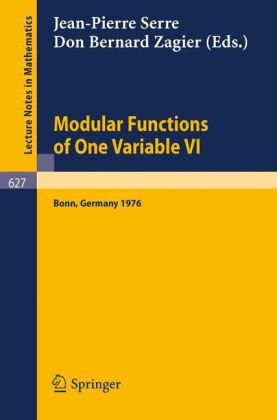 Jean-Pierre Serre
Don Bernard Zagier (Eds.)
Lecture Notes in Mathematics
Modular Functions
of One Variable VI
627
Bonn, Germany 1976
Springer